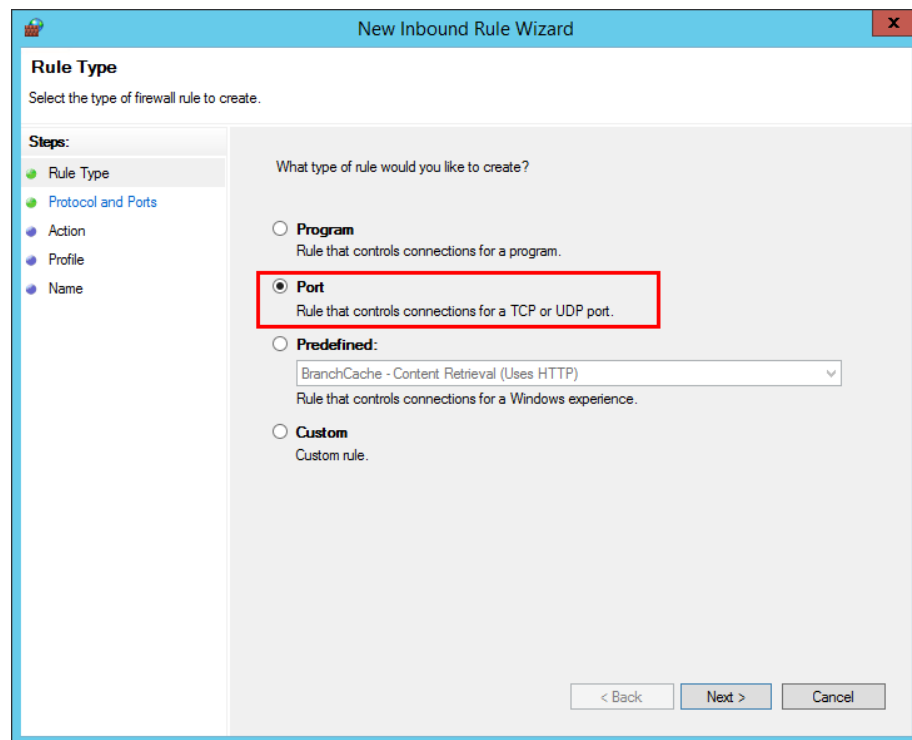 New Inbound Rule Wizard
x
Rule Type
Select the type of firewall rule to create.
Steps:
Rule Type
Protocol and Ports
Action
Profile
Name
What type of rule would you like to create?
Program
Rule that controls connections for a program.
Port
Rule that controls connections for a TCP or UDP port.
Predefined:
BranchCache - Content Retrieval (Uses HTTP)
Rule that controls connections for a Windows experience.
Custom
Custom rule.
< Back
Next >
Cancel